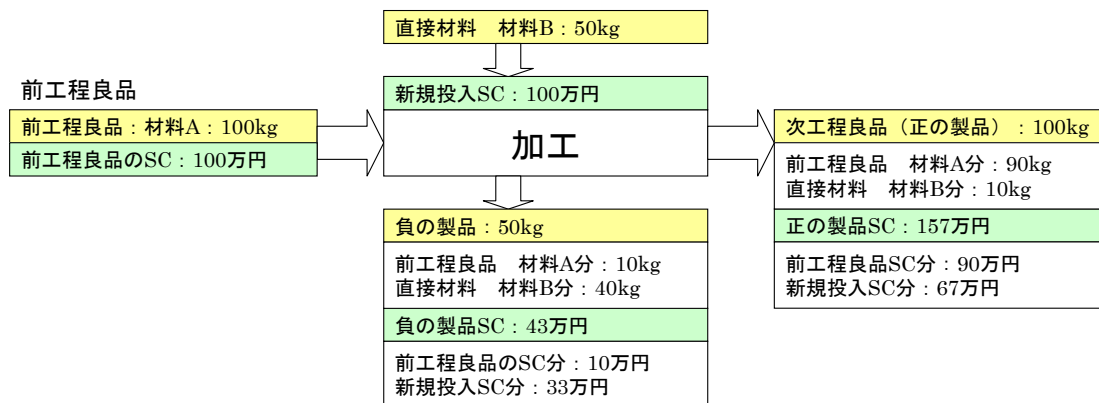 直接材料　材料B：50kg
前工程良品
新規投入SC：100万円
前工程良品：材料A：100kg
前工程良品のSC：100万円
加工
次工程良品（正の製品）：100kg
前工程良品　材料A分：90kg
直接材料　材料B分：10kg
正の製品SC：157万円
前工程良品SC分：90万円
新規投入SC分：67万円
負の製品：50kg
前工程良品　材料A分：10kg
直接材料　材料B分：40kg
負の製品SC：43万円
前工程良品のSC分：10万円
新規投入SC分：33万円